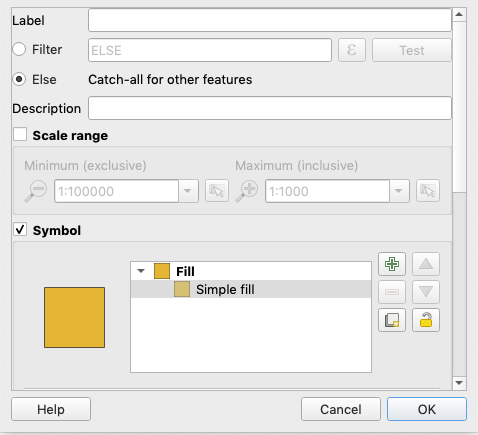 Label
Filter ELSE ε Test
Else Catch-all for other features
Description
Scale range
Minimum (exclusive) Maximum (inclusive)
1:100000 1:1000
Symbol
Fill
Simple fill
Help Cancel OK